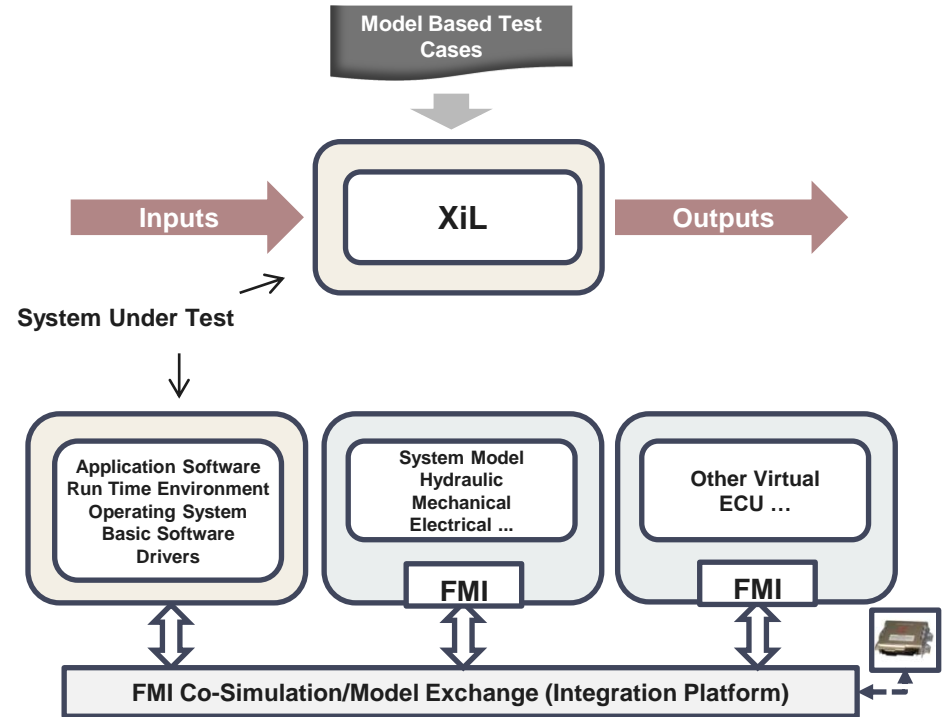 Model Based Test
Cases
Inputs
XiL
Outputs
System Under Test
Application Software
Run Time Environment
Operating System
Basic Software
Drivers
System Model
Hydraulic
Mechanical
Electrical ...
FMI
Other Virtual
ECU …
FMI
FMI Co-Simulation/Model Exchange (Integration Platform)